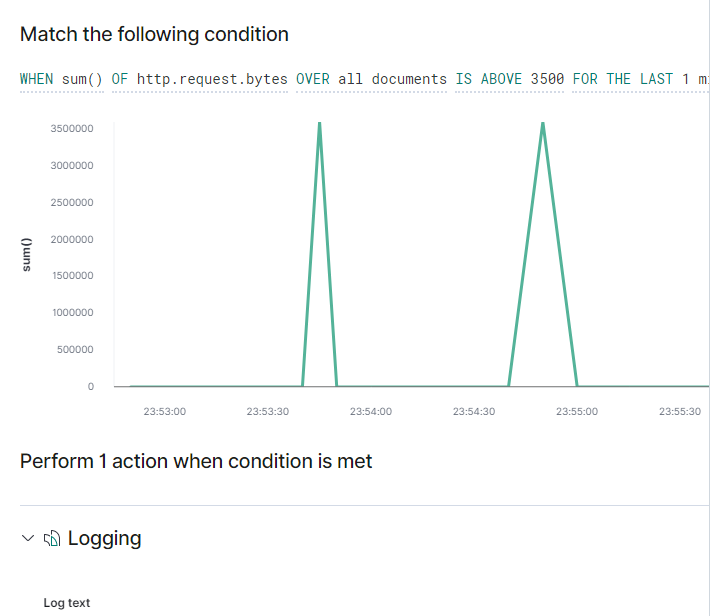 Match the following condition
WHEN sum() OF http.request.bytes OVER all documents IS ABOVE 3500 FOR THE LAST 1
3500000
3000000
2500000
2000000
1500000
1000000
500000
0
sum()
23:53:00 23:53:30 23:54:00 23:54:30 23:55:00 23:55:30
Perform 1 action when condition is met
Logging
Log text